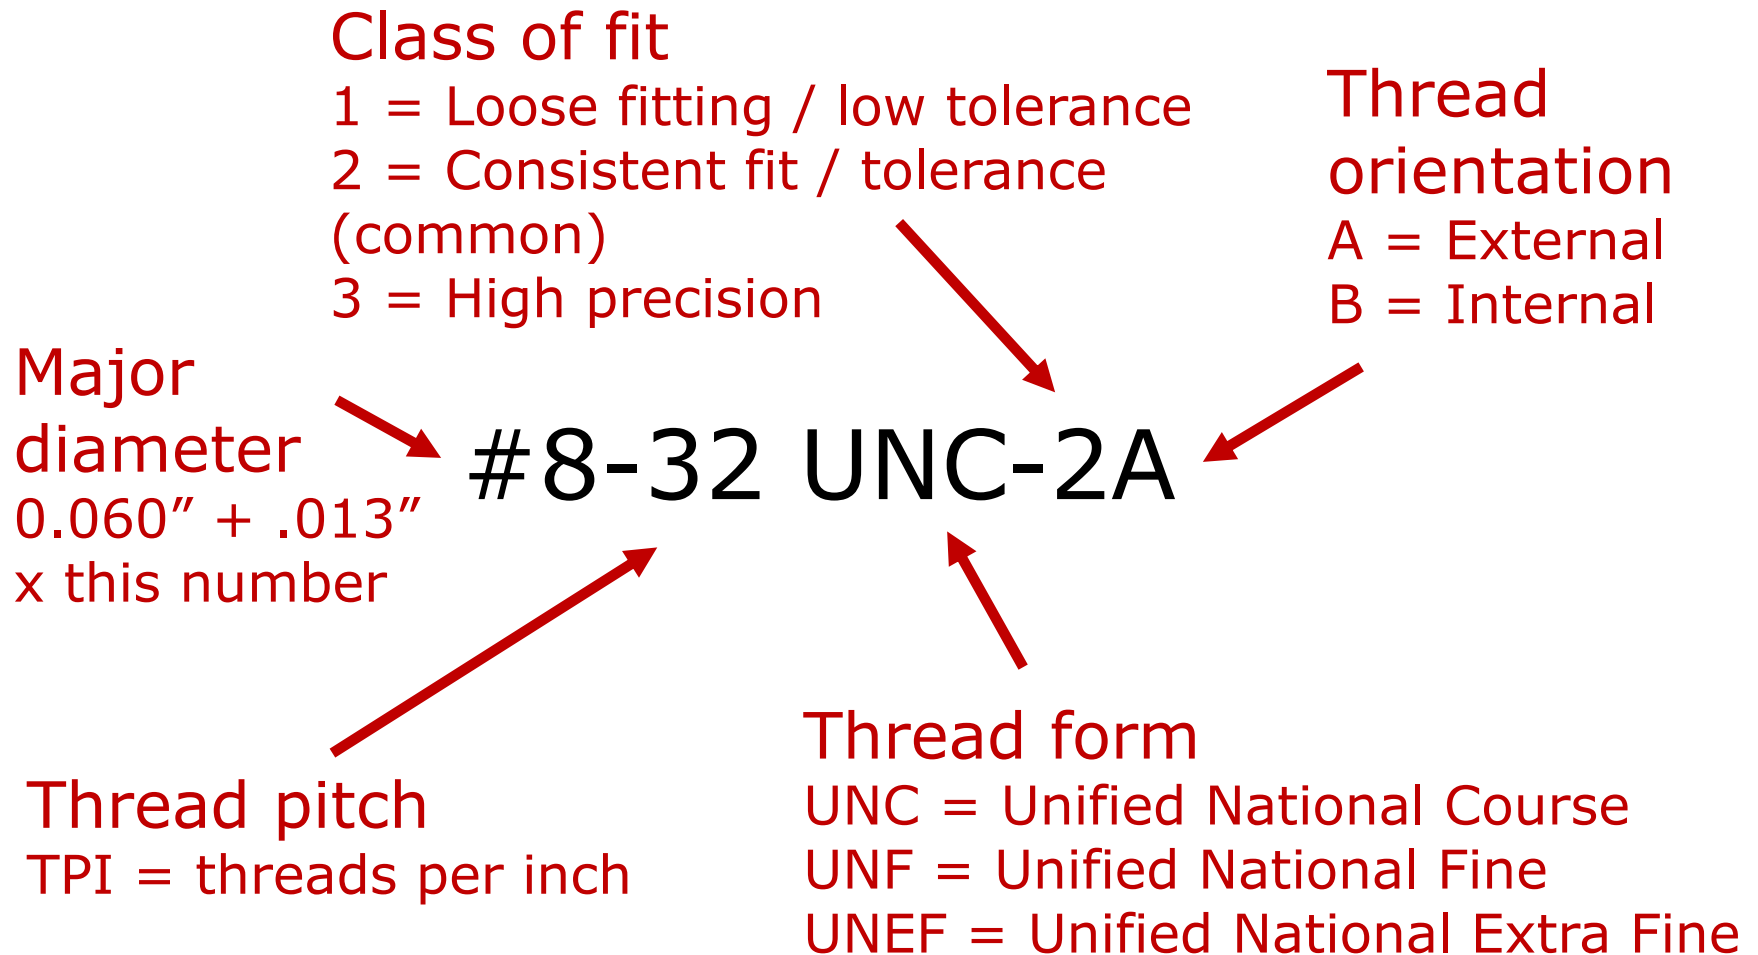 Class of fit
1 = Loose fitting / low tolerance
2 = Consistent fit / tolerance
(common)
3 = High precision
Thread
orientation
A = External
B = Internal
Major
diameter
0.060” + .013”
x this number
#8-32 UNC-2A
Thread pitch
TPI = threads per inch
Thread form
UNC = Unified National Course
UNF = Unified National Fine
UNEF = Unified National Extra Fine